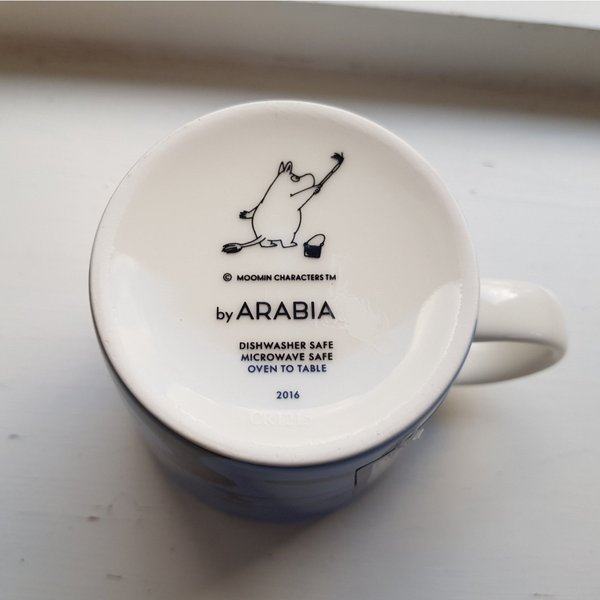 © MOOMIN CHARACTERS TM
by ARABIA
DISHWASHER SAFE
MICROWAVE SAFE
OVEN TO TABLE
2016